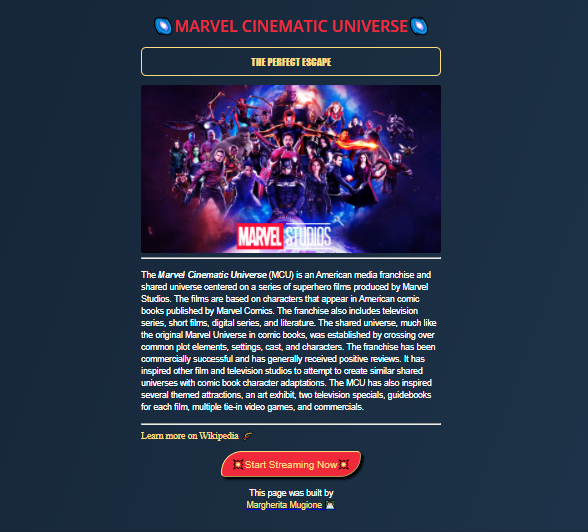 MARVEL CINEMATIC UNIVERSE
THE PERFECT ESCAPE
MARVEL STUDIOS
The Marvel Cinematic Universe (MCU) is an American media franchise and
shared universe centered on a series of superhero films produced by Marvel
Studios. The films are based on characters that appear in American comic
books published by Marvel Comics. The franchise also includes television
series, short films, digital series, and literature. The shared universe, much like
the original Marvel Universe in comic books, was established by crossing over
common plot elements, settings, cast, and characters. The franchise has been
commercially successful and has generally received positive reviews. It has
inspired other film and television studios to attempt to create similar shared
universes with comic book character adaptations. The MCU has also inspired
several themed attractions, an art exhibit, two television specials, guidebooks
for each film, multiple tie-in video games, and commercials.
Learn more on Wikipedia
Start Streaming Now
This page was built by
Margherita Mugione